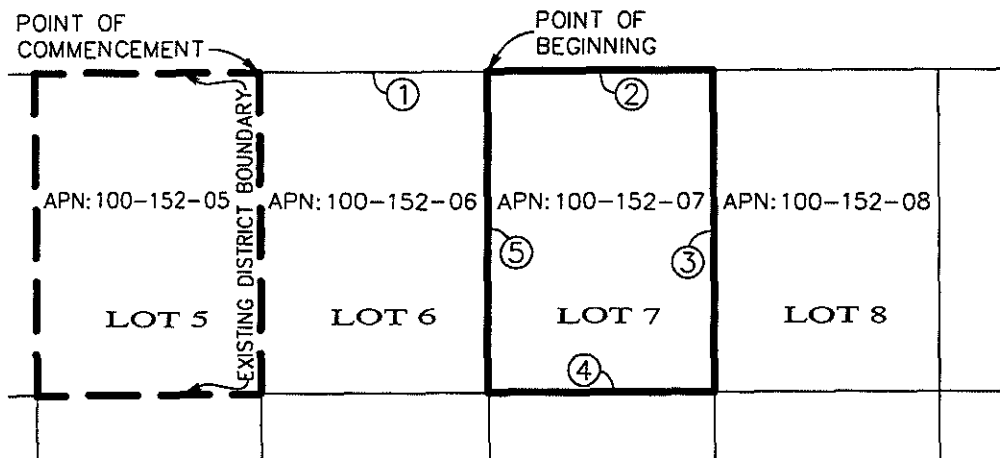 POINT OF
COMMENCEMENT
POINT OF
BEGINNING
1
2
EXISTING DISTRICT BOUNDARY
APN: 100-152-05
APN: 100-152-06
APN: 100-152-07
APN: 100-152-08
5
3
LOT 5
LOT 6
LOT 7
LOT 8
4